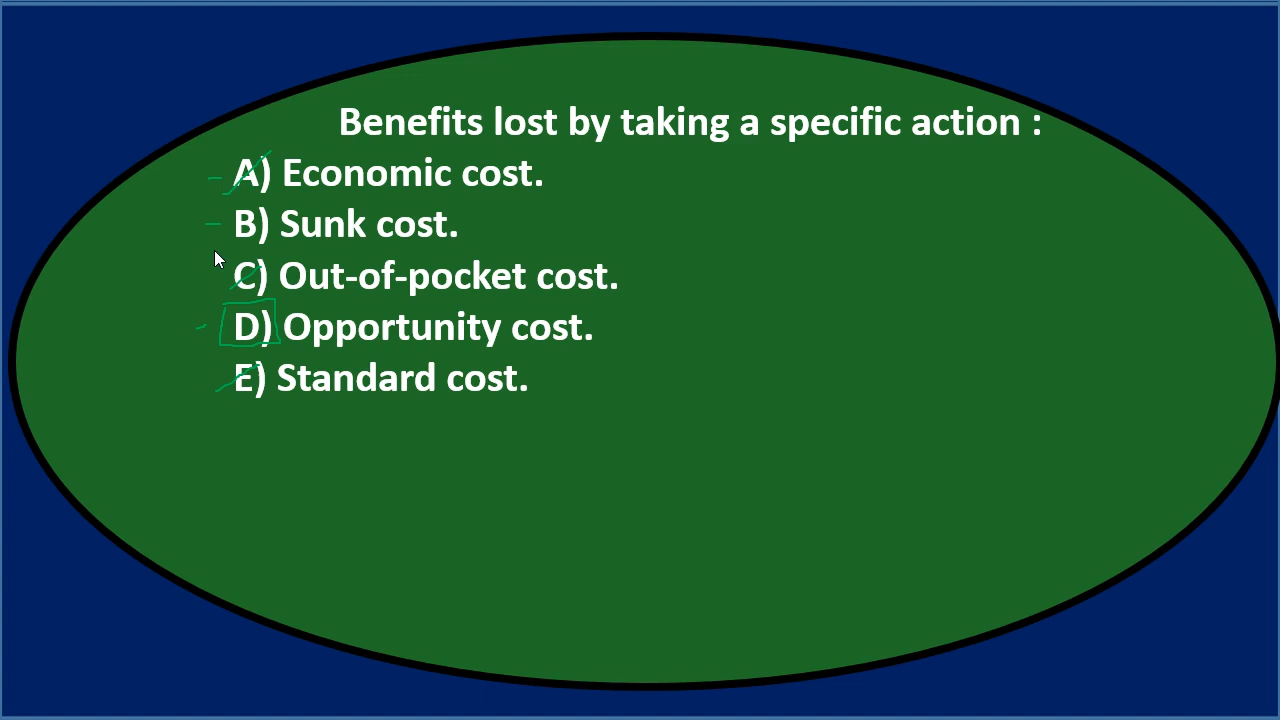 Benefits lost by taking a specific action :
A) Economic cost.
B) Sunk cost.
C) Out-of-pocket cost.
D) Opportunity cost.
E) Standard cost.